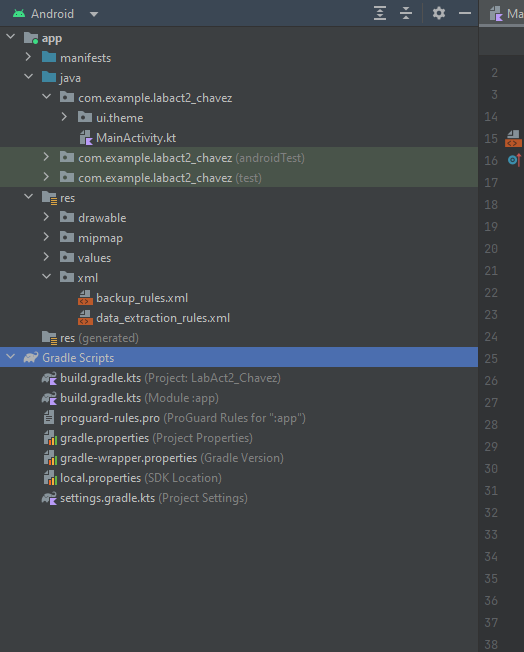 Android
Ma
app
manifests
java
com.example.labact2_chavez
ui.theme
MainActivity.kt
com.example.labact2_chavez (androidTest)
com.example.labact2_chavez (test)
res
drawable
mipmap
values
xml
backup_rules.xml
data_extraction_rules.xml
res (generated)
Gradle Scripts
build.gradle.kts (Project: LabAct2_Chavez)
build.gradle.kts (Module :app)
proguard-rules.pro (ProGuard Rules for ":app")
gradle.properties (Project Properties)
gradle-wrapper.properties (Gradle Version)
local.properties (SDK Location)
settings.gradle.kts (Project Settings)
2
3
14
15
16
17
18
19
20
21
22
23
24
25
26
27
28
29
30
31
32
33
34
35
36
37
38